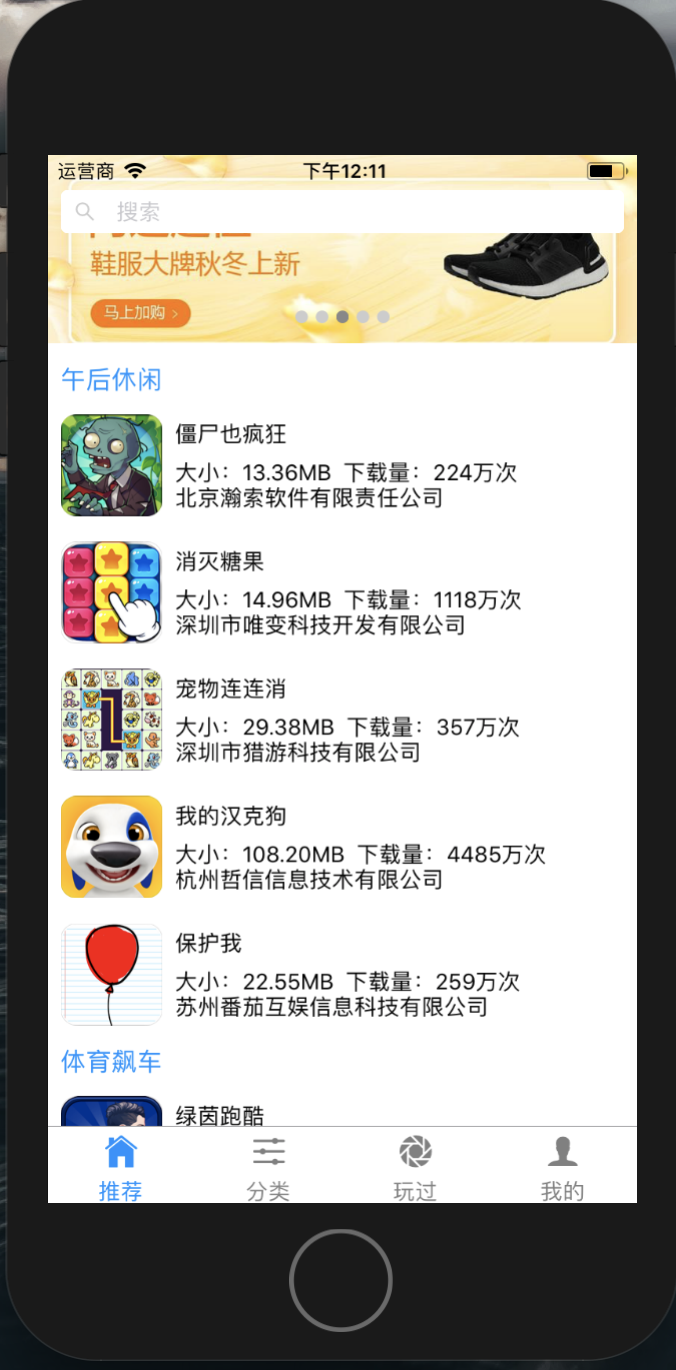 运营商
下午12:11
搜索
鞋服大牌秋冬上新
马上加购 >
午后休闲
僵尸也疯狂
大小：13.36MB 下载量：224万次
北京瀚索软件有限责任公司
消灭糖果
大小：14.96MB 下载量：1118万次
深圳市唯变科技开发有限公司
宠物连连消
大小：29.38MB 下载量：357万次
深圳市猎游科技有限公司
我的汉克狗
大小：108.20MB 下载量：4485万次
杭州哲信信息技术有限公司
保护我
大小：22.55MB 下载量：259万次
苏州番茄互娱信息科技有限公司
体育飙车
绿茵跑酷
推荐
分类
玩过
我的